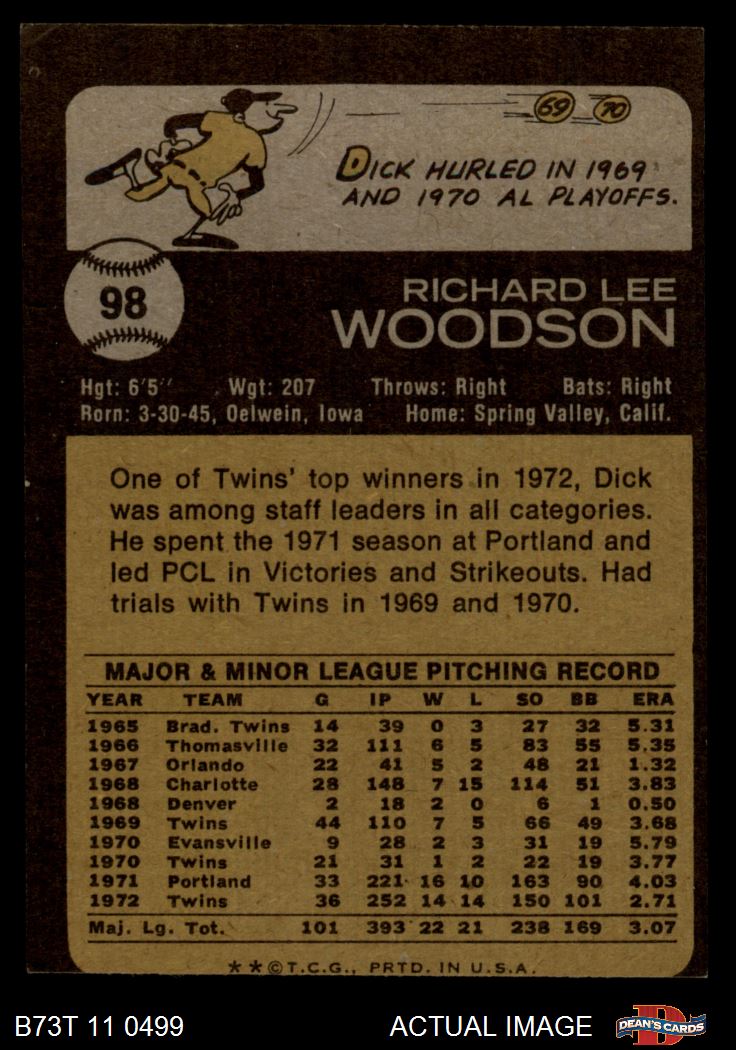 69 70
DICK HURLED IN 1969
AND 1970 AL PLAYOFFS.
98
RICHARD LEE
WOODSON
Hgt: 6'5" Wgt: 207 Throws: Right Bats: Right
Born: 3-30-45, Oelwein, Iowa Home: Spring Valley, Calif.
One of Twins' top winners in 1972, Dick
was among staff leaders in all categories.
He spent the 1971 season at Portland and
led PCL in Victories and Strikeouts. Had
trials with Twins in 1969 and 1970.
MAJOR & MINOR LEAGUE PITCHING RECORD
YEAR TEAM G IP W L SO BB ERA
1965 Brad. Twins 14 39 0 3 27 32 5.31
1966 Thomasville 32 111 6 5 83 55 5.35
1967 Orlando 22 41 5 2 48 21 1.32
1968 Charlotte 28 148 7 15 114 51 3.83
1968 Denver 2 18 2 0 6 1 0.50
1969 Twins 44 110 7 5 66 49 3.68
1970 Evansville 9 28 2 3 31 19 5.79
1970 Twins 21 31 1 2 22 19 3.77
1971 Portland 33 221 16 10 163 90 4.03
1972 Twins 36 252 14 14 150 101 2.71
Maj. Lg. Tot. 101 393 22 21 238 169 3.07
**©T.C.G., PRTD. IN U.S.A.
B73T 11 0499 ACTUAL IMAGE D DEAN'S CARDS